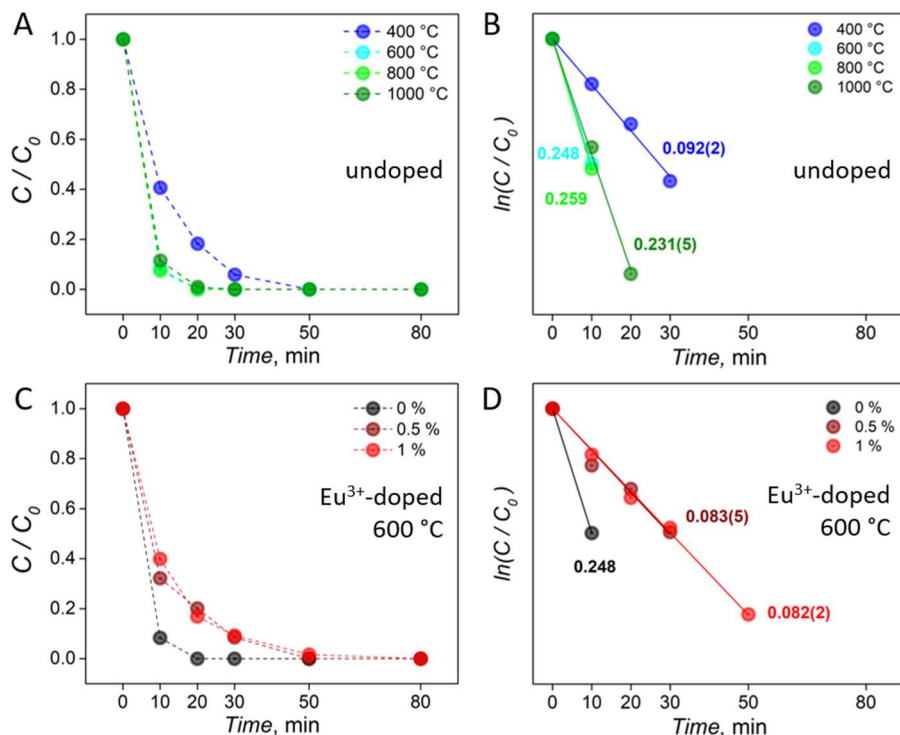 A
C / C0
1.0
0.8
0.6
0.4
0.2
0.0
400 °C
600 °C
800 °C
1000 °C
undoped
0 10 20 30 50 80
Time, min
B
ln(C / C0)
400 °C
600 °C
800 °C
1000 °C
undoped
0.092(2)
0.248
0.259
0.231(5)
0 10 20 30 50 80
Time, min
C
C / C0
1.0
0.8
0.6
0.4
0.2
0.0
0 %
0.5 %
1 %
Eu³⁺-doped
600 °C
0 10 20 30 50 80
Time, min
D
ln(C / C0)
0 %
0.5 %
1 %
Eu³⁺-doped
600 °C
0.083(5)
0.248
0.082(2)
0 10 20 30 50 80
Time, min